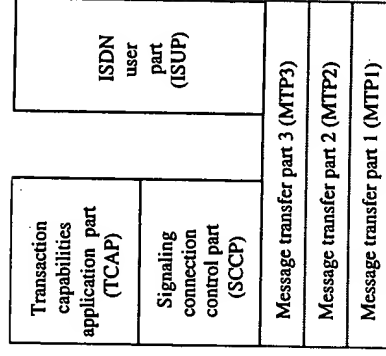 Transaction
capabilities
application part
(TCAP)
Signaling
connection
control part
(SCCP)
ISDN
user
part
(ISUP)
Message transfer part 3 (MTP3)
Message transfer part 2 (MTP2)
Message transfer part 1 (MTP1)